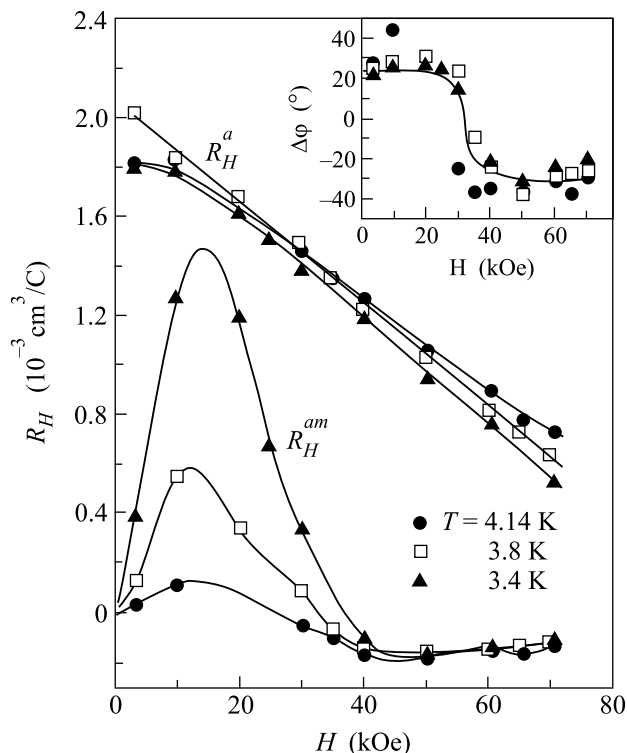 R_H (10⁻³ cm³/C)
2.4
2.0
1.6
1.2
0.8
0.4
0
0 20 40 60 80
H (kOe)
R_H^a
R_H^am
T = 4.14 K
3.8 K
3.4 K
Δφ (°)
40
20
0
−20
−40
0 20 40 60 80
H (kOe)